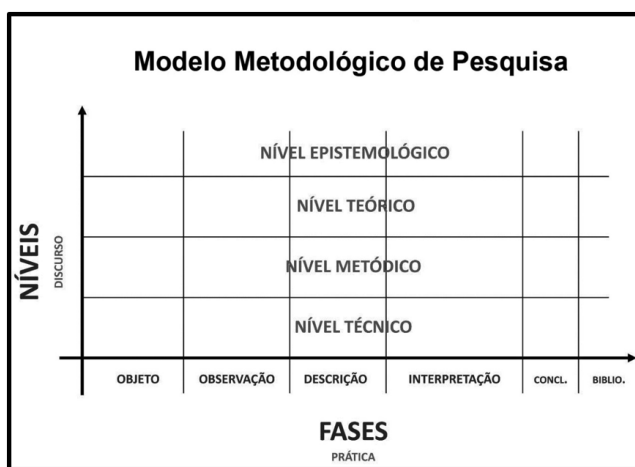 Modelo Metodológico de Pesquisa
NÍVEL EPISTEMOLÓGICO
NÍVEL TEÓRICO
NÍVEL METÓDICO
NÍVEL TÉCNICO
NÍVEIS
DISCURSO
OBJETO OBSERVAÇÃO DESCRIÇÃO INTERPRETAÇÃO CONCL. BIBLIO.
FASES
PRÁTICA